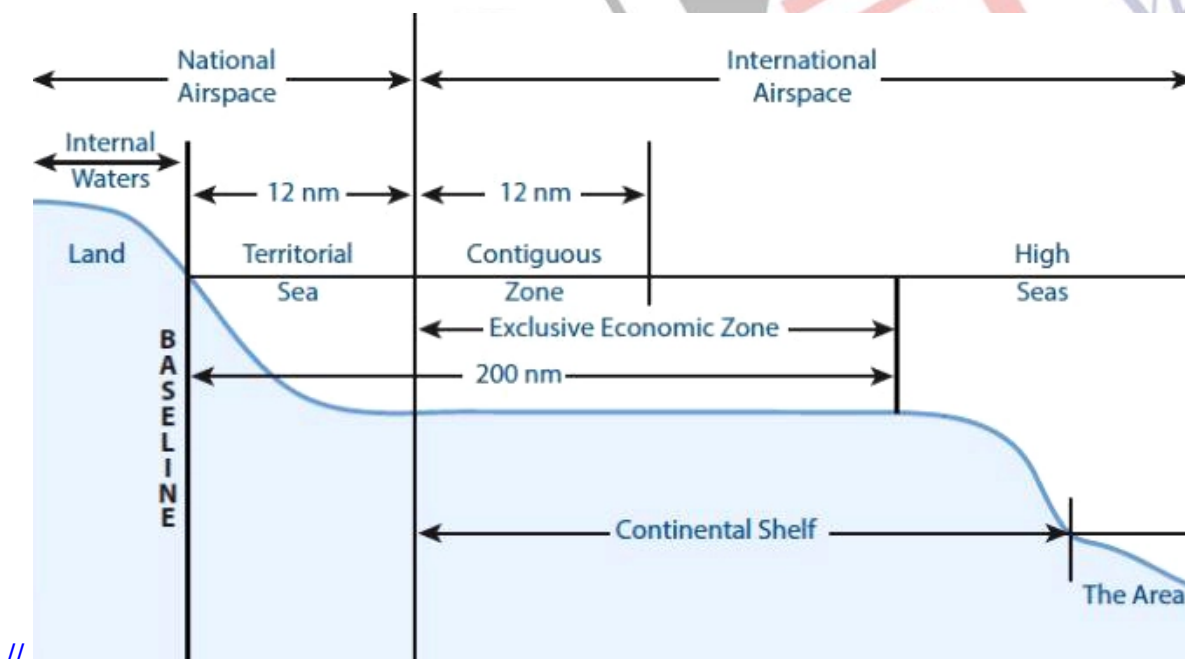 National
Airspace
International
Airspace
Internal
Waters
12 nm
12 nm
Land
Territorial
Sea
Contiguous
Zone
High
Seas
Exclusive Economic Zone
200 nm
BASELINE
Continental Shelf
The Area
//